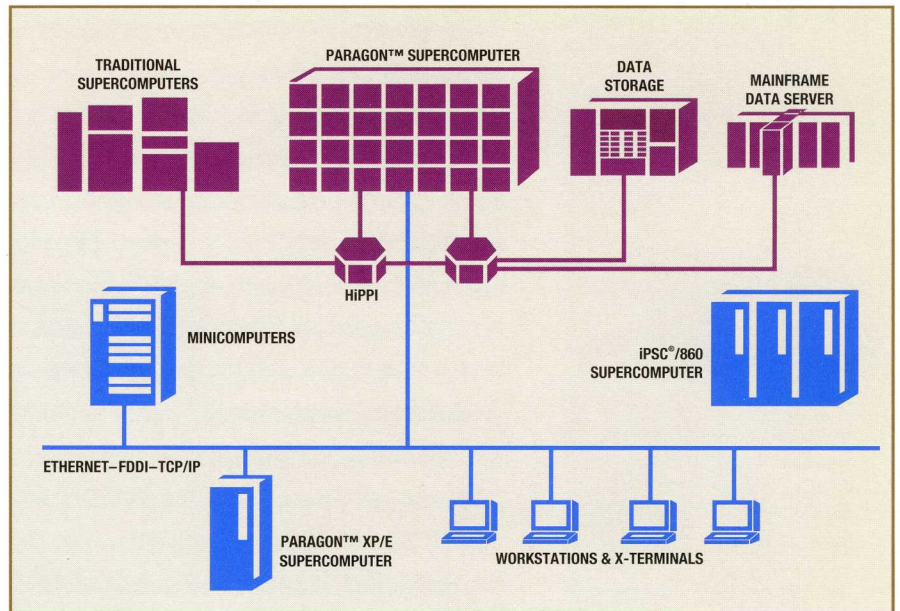 TRADITIONAL
SUPERCOMPUTERS
PARAGON™ SUPERCOMPUTER
DATA
STORAGE
MAINFRAME
DATA SERVER
HiPPI
MINICOMPUTERS
iPSC®/860
SUPERCOMPUTER
ETHERNET–FDDI–TCP/IP
PARAGON™ XP/E
SUPERCOMPUTER
WORKSTATIONS & X-TERMINALS